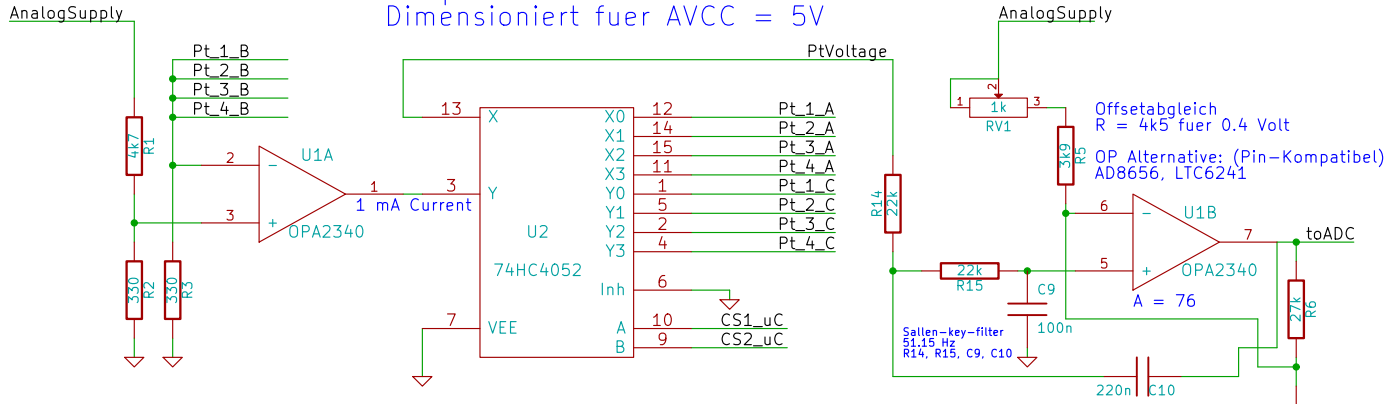 Dimensioniert fuer AVCC = 5V
AnalogSupply
Pt_1_B
Pt_2_B
Pt_3_B
Pt_4_B
4k7
R1
2
3
U1A
OPA2340
1
1 mA Current
330
R2
330
R3
13
X
3
Y
7
VEE
U2
74HC4052
X0
12
Pt_1_A
X1
14
Pt_2_A
X2
15
Pt_3_A
X3
11
Pt_4_A
Y0
1
Pt_1_C
Y1
5
Pt_2_C
Y2
2
Pt_3_C
Y3
4
Pt_4_C
Inh
6
A
10
CS1_uC
B
9
CS2_uC
PtVoltage
R14
22k
22k
R15
C9
100n
Sallen-key-filter
51.15 Hz
R14, R15, C9, C10
220n
C10
AnalogSupply
1
2
3
1k
RV1
3k9
R5
Offsetabgleich
R = 4k5 fuer 0.4 Volt
OP Alternative: (Pin-Kompatibel)
AD8656, LTC6241
6
5
U1B
OPA2340
7
A = 76
toADC
27k
R6